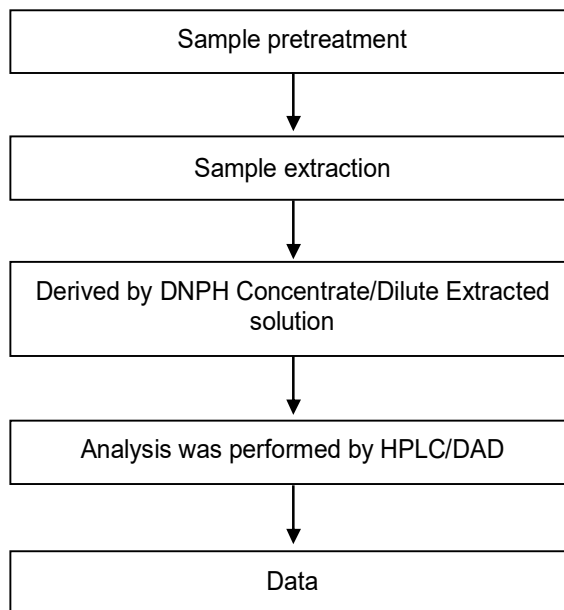 Sample pretreatment
Sample extraction
Derived by DNPH Concentrate/Dilute Extracted
solution
Analysis was performed by HPLC/DAD
Data